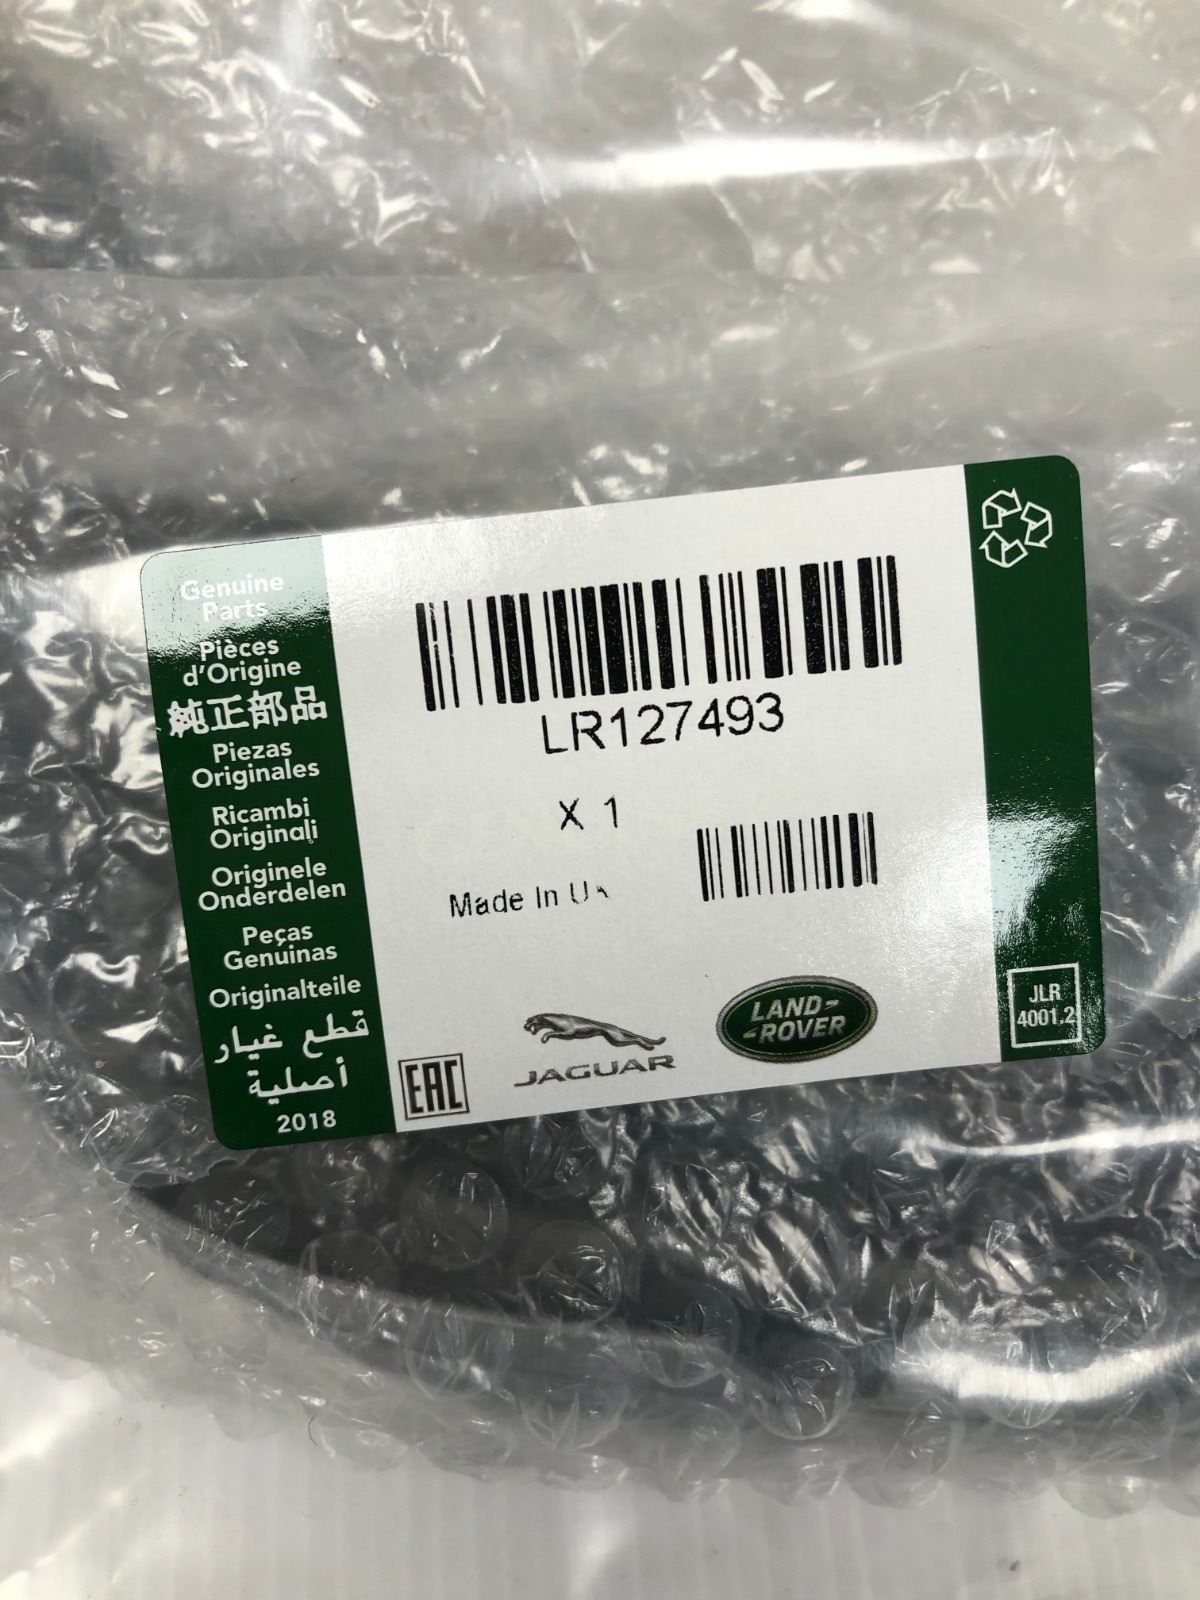 Genuine
Parts
Pièces
d'Origine
純正部品
Piezas
Originales
Ricambi
Originali
Originele
Onderdelen
Peças
Genuinas
Originalteile
قطع غيار
أصلية
2018
LR127493
X 1
Made In
EAC
JAGUAR
LAND-
-ROVER
JLR
4001.2